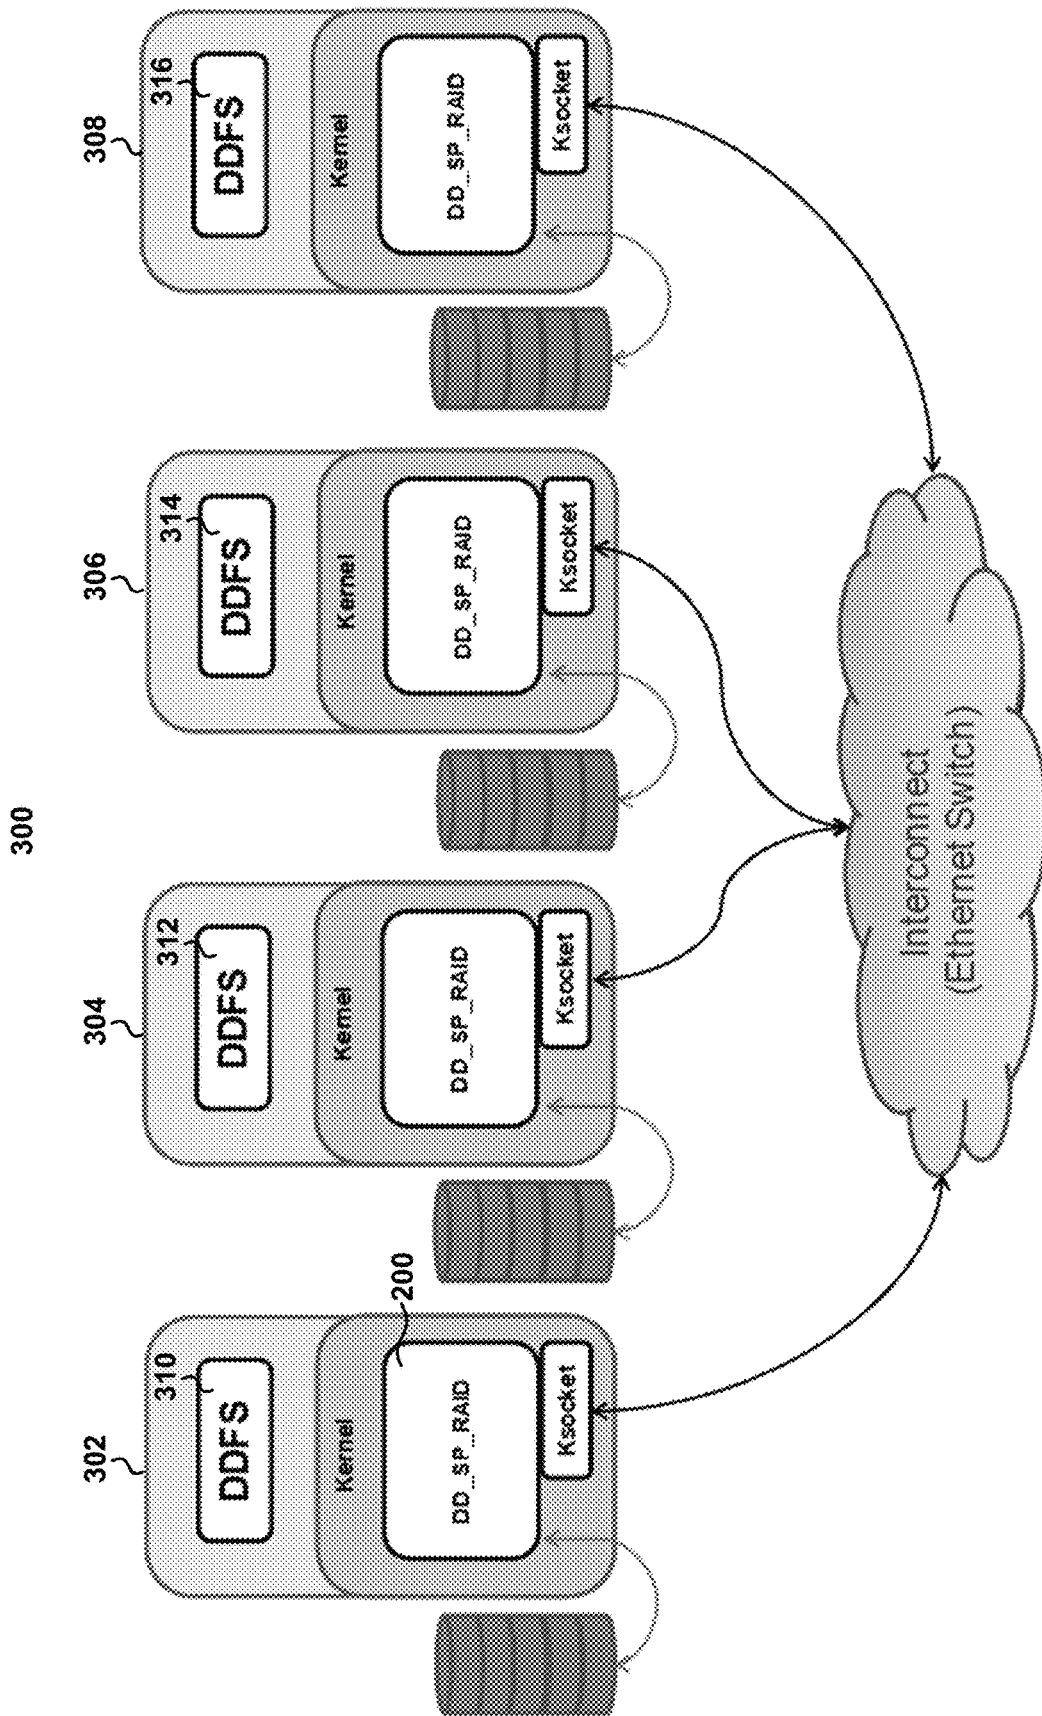 300
302
310
DDFS
Kernel
200
DD_SP_RAID
Ksocket
304
312
DDFS
Kernel
DD_SP_RAID
Ksocket
306
314
DDFS
Kernel
DD_SP_RAID
Ksocket
308
316
DDFS
Kernel
DD_SP_RAID
Ksocket
Interconnect
(Ethernet Switch)